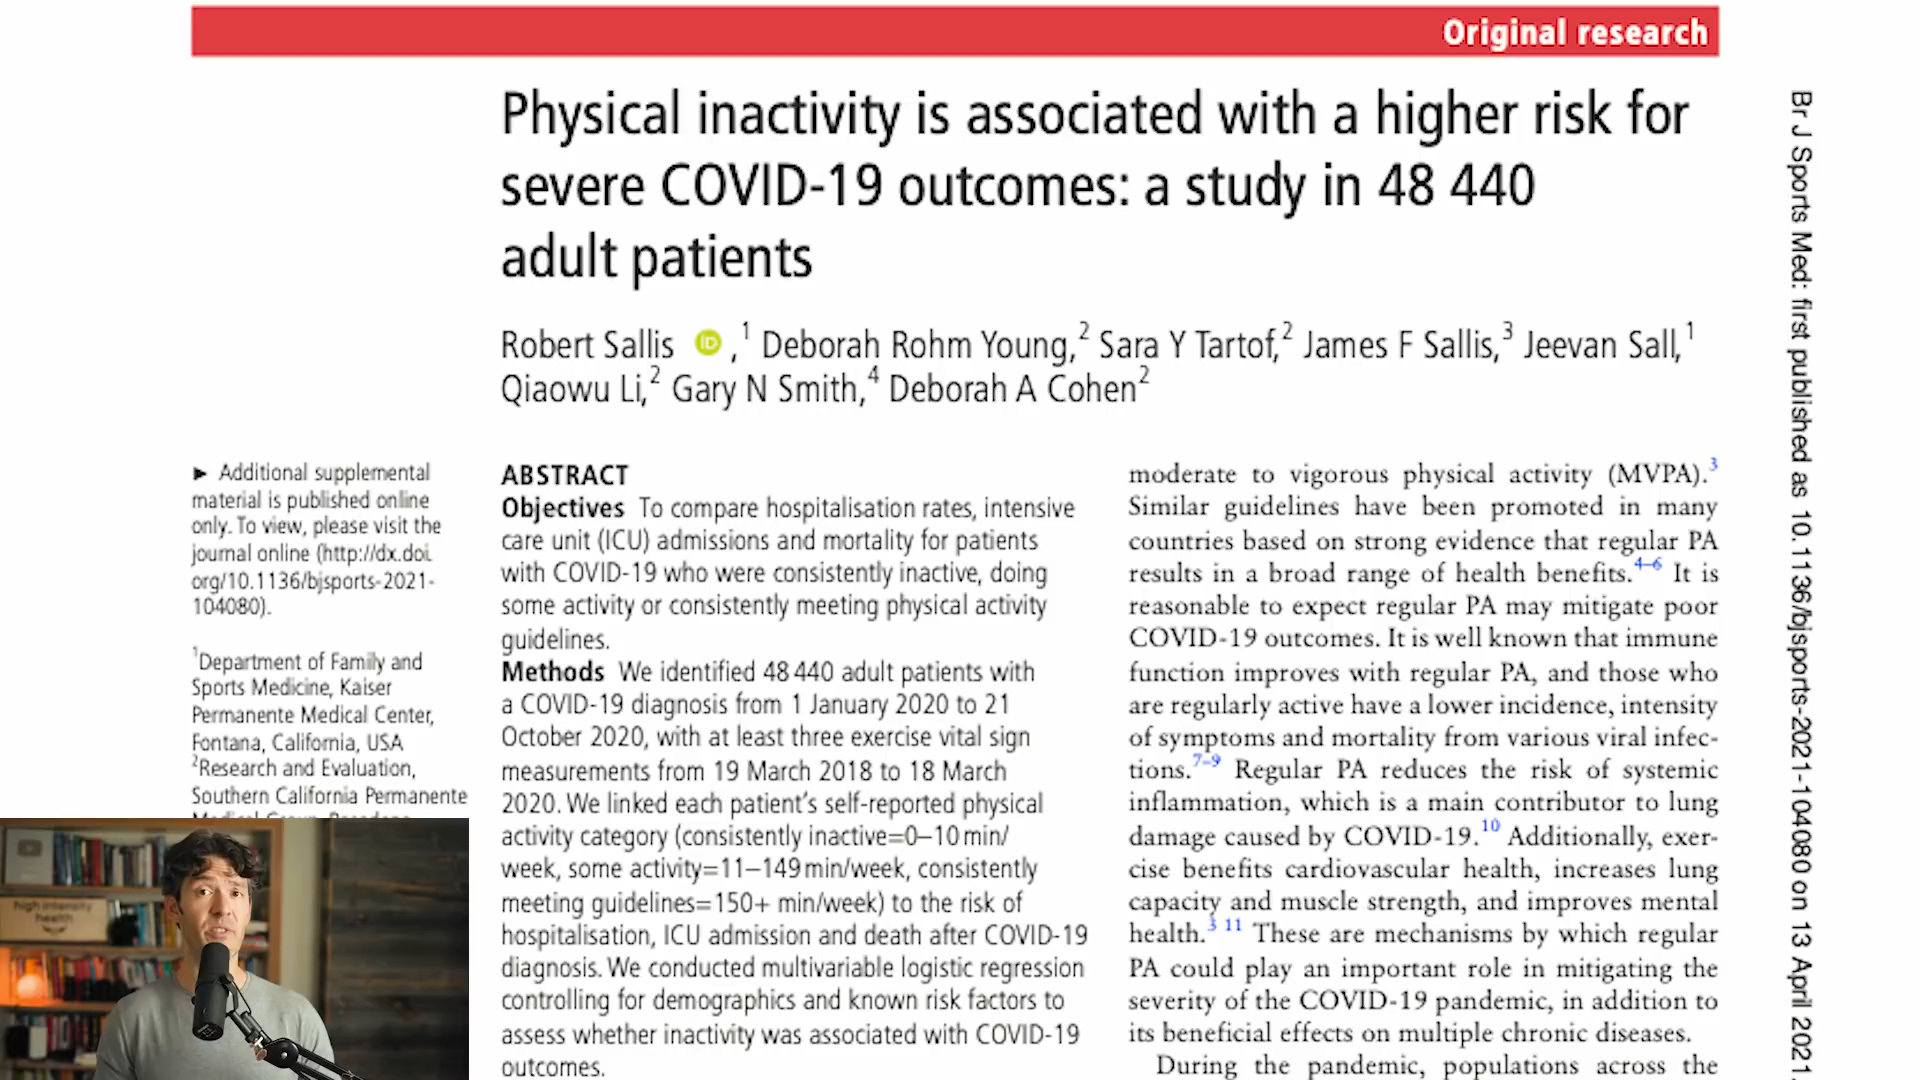 Original research
Physical inactivity is associated with a higher risk for
severe COVID-19 outcomes: a study in 48 440
adult patients
Robert Sallis iD ,1 Deborah Rohm Young,2 Sara Y Tartof,2 James F Sallis,3 Jeevan Sall,1
Qiaowu Li,2 Gary N Smith,4 Deborah A Cohen2
► Additional supplemental
material is published online
only. To view, please visit the
journal online (http://dx.doi.
org/10.1136/bjsports-2021-
104080).
1Department of Family and
Sports Medicine, Kaiser
Permanente Medical Center,
Fontana, California, USA
2Research and Evaluation,
Southern California Permanente
ABSTRACT
Objectives To compare hospitalisation rates, intensive
care unit (ICU) admissions and mortality for patients
with COVID-19 who were consistently inactive, doing
some activity or consistently meeting physical activity
guidelines.
Methods We identified 48 440 adult patients with
a COVID-19 diagnosis from 1 January 2020 to 21
October 2020, with at least three exercise vital sign
measurements from 19 March 2018 to 18 March
2020. We linked each patient's self-reported physical
activity category (consistently inactive=0–10 min/
week, some activity=11–149 min/week, consistently
meeting guidelines=150+ min/week) to the risk of
hospitalisation, ICU admission and death after COVID-19
diagnosis. We conducted multivariable logistic regression
controlling for demographics and known risk factors to
assess whether inactivity was associated with COVID-19
outcomes.
moderate to vigorous physical activity (MVPA).3
Similar guidelines have been promoted in many
countries based on strong evidence that regular PA
results in a broad range of health benefits.4–6 It is
reasonable to expect regular PA may mitigate poor
COVID-19 outcomes. It is well known that immune
function improves with regular PA, and those who
are regularly active have a lower incidence, intensity
of symptoms and mortality from various viral infec-
tions.7–9 Regular PA reduces the risk of systemic
inflammation, which is a main contributor to lung
damage caused by COVID-19.10 Additionally, exer-
cise benefits cardiovascular health, increases lung
capacity and muscle strength, and improves mental
health.3 11 These are mechanisms by which regular
PA could play an important role in mitigating the
severity of the COVID-19 pandemic, in addition to
its beneficial effects on multiple chronic diseases.
During the pandemic, populations across the
Br J Sports Med: first published as 10.1136/bjsports-2021-104080 on 13 April 2021.
high intensity
health